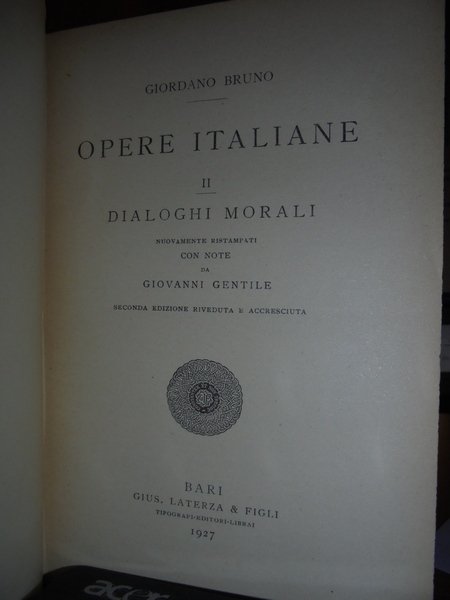 GIORDANO BRUNO
OPERE ITALIANE
II
DIALOGHI MORALI
NUOVAMENTE RISTAMPATI
CON NOTE
DA
GIOVANNI GENTILE
SECONDA EDIZIONE RIVEDUTA E ACCRESCIUTA
BARI
GIUS. LATERZA & FIGLI
TIPOGRAFI-EDITORI-LIBRAI
1927
acer